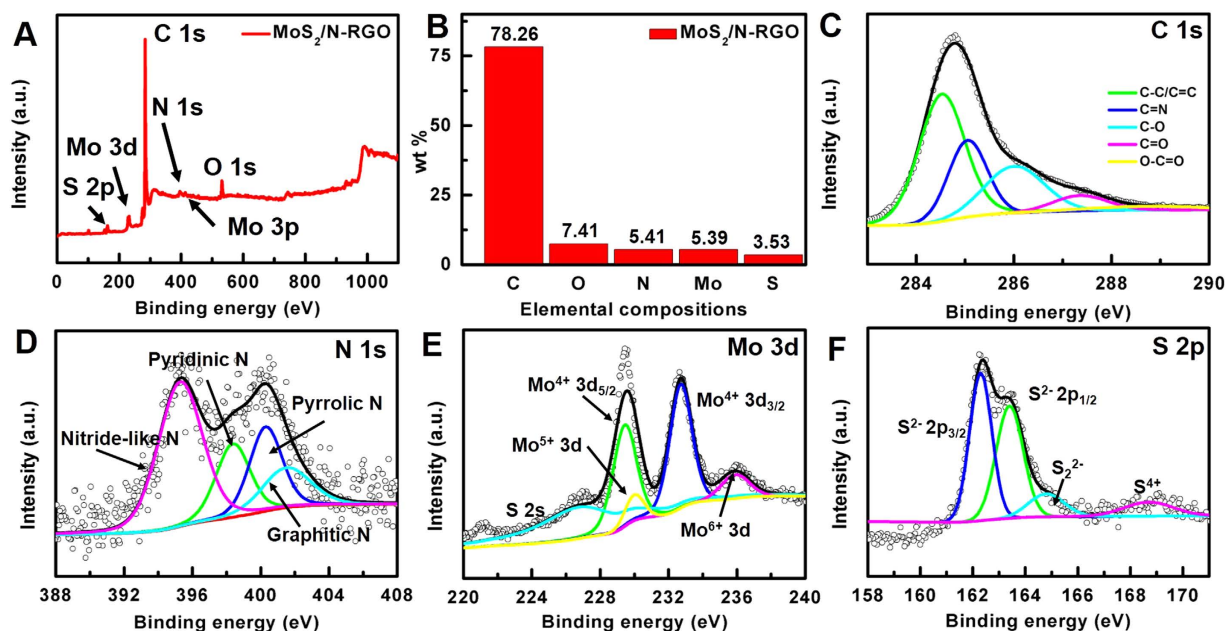 A
C 1s
MoS₂/N-RGO
N 1s
Mo 3d
O 1s
S 2p
Mo 3p
Intensity (a.u.)
0 200 400 600 800 1000
Binding energy (eV)
B
MoS₂/N-RGO
78.26
7.41
5.41
5.39
3.53
wt %
75
50
25
0
C O N Mo S
Elemental compositions
C
C 1s
C-C/C=C
C=N
C-O
C=O
O-C=O
Intensity (a.u.)
284 286 288 290
Binding energy (eV)
D
N 1s
Pyridinic N
Pyrrolic N
Nitride-like N
Graphitic N
Intensity (a.u.)
388 392 396 400 404 408
Binding energy (eV)
E
Mo 3d
Mo⁴⁺ 3d₅/₂
Mo⁴⁺ 3d₃/₂
Mo⁵⁺ 3d
S 2s
Mo⁶⁺ 3d
Intensity (a.u.)
220 224 228 232 236 240
Binding energy (eV)
F
S 2p
S²⁻ 2p₁/₂
S²⁻ 2p₃/₂
S₂²⁻
S⁴⁺
Intensity (a.u.)
158 161 162 164 166 168 170 171
Binding energy (eV)